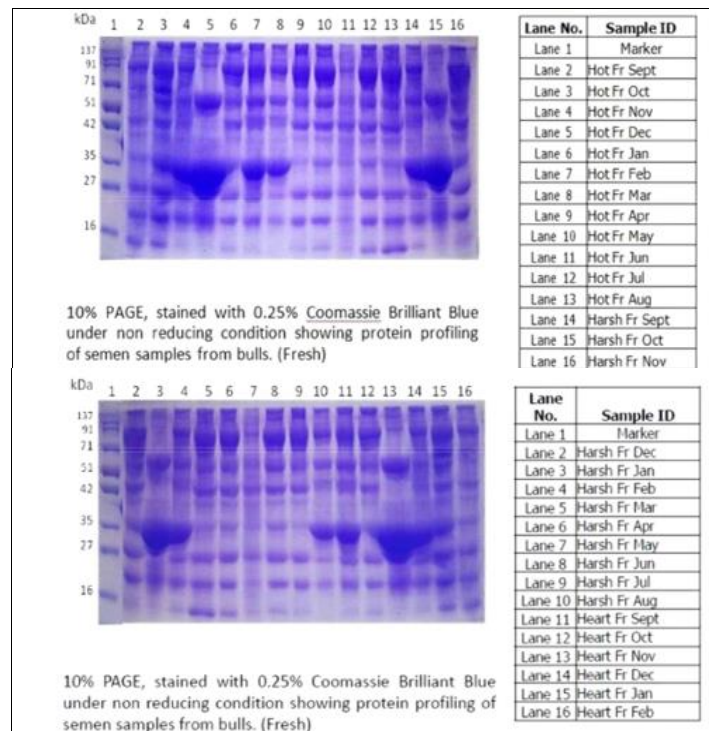 kDa 1 2 3 4 5 6 7 8 9 10 11 12 13 14 15 16
137
91
71
51
42
35
27
16
10% PAGE, stained with 0.25% Coomassie Brilliant Blue
under non reducing condition showing protein profiling
of semen samples from bulls. (Fresh)
Lane No. Sample ID
Lane 1 Marker
Lane 2 Hot Fr Sept
Lane 3 Hot Fr Oct
Lane 4 Hot Fr Nov
Lane 5 Hot Fr Dec
Lane 6 Hot Fr Jan
Lane 7 Hot Fr Feb
Lane 8 Hot Fr Mar
Lane 9 Hot Fr Apr
Lane 10 Hot Fr May
Lane 11 Hot Fr Jun
Lane 12 Hot Fr Jul
Lane 13 Hot Fr Aug
Lane 14 Harsh Fr Sept
Lane 15 Harsh Fr Oct
Lane 16 Harsh Fr Nov
kDa 1 2 3 4 5 6 7 8 9 10 11 12 13 14 15 16
137
91
71
51
42
35
27
16
10% PAGE, stained with 0.25% Coomassie Brilliant Blue
under non reducing condition showing protein profiling of
semen samples from bulls. (Fresh)
Lane
No. Sample ID
Lane 1 Marker
Lane 2 Harsh Fr Dec
Lane 3 Harsh Fr Jan
Lane 4 Harsh Fr Feb
Lane 5 Harsh Fr Mar
Lane 6 Harsh Fr Apr
Lane 7 Harsh Fr May
Lane 8 Harsh Fr Jun
Lane 9 Harsh Fr Jul
Lane 10 Harsh Fr Aug
Lane 11 Heart Fr Sept
Lane 12 Heart Fr Oct
Lane 13 Heart Fr Nov
Lane 14 Heart Fr Dec
Lane 15 Heart Fr Jan
Lane 16 Heart Fr Feb